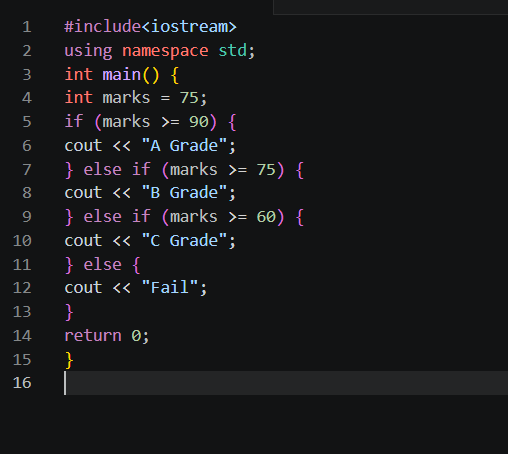 1 #include<iostream>
2 using namespace std;
3 int main() {
4 int marks = 75;
5 if (marks >= 90) {
6 cout << "A Grade";
7 } else if (marks >= 75) {
8 cout << "B Grade";
9 } else if (marks >= 60) {
10 cout << "C Grade";
11 } else {
12 cout << "Fail";
13 }
14 return 0;
15 }
16